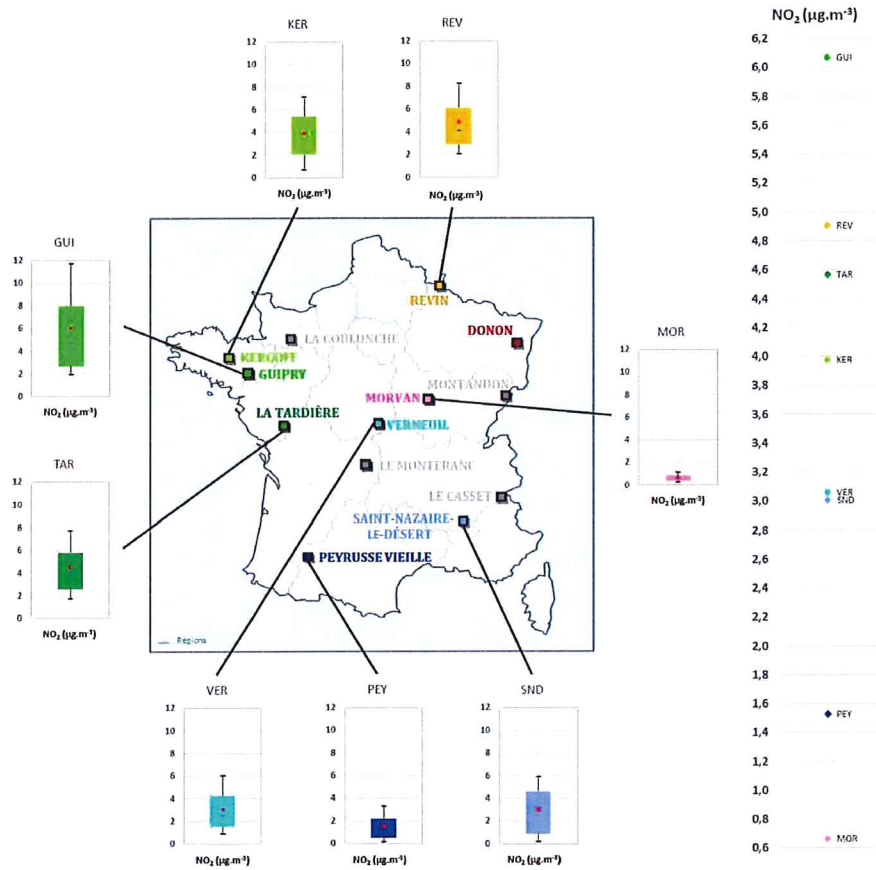 KER
12
10
8
6
4
2
0
NO₂ (µg.m⁻³)
REV
12
10
8
6
4
2
0
NO₂ (µg.m⁻³)
GUI
12
10
8
6
4
2
0
NO₂ (µg.m⁻³)
TAR
12
10
8
6
4
2
0
NO₂ (µg.m⁻³)
REVIN
DONON
LA COULONCHE
KERGOFF
GUIPRY
MONTANDON
MORVAN
LA TARDIÈRE
VERNEUIL
LE MONTFRANC
LE CASSET
SAINT-NAZAIRE-
LE-DÉSERT
PEYRUSSE VIEILLE
Régions
MOR
12
10
8
6
4
2
0
NO₂ (µg.m⁻³)
VER
12
10
8
6
4
2
0
NO₂ (µg.m⁻³)
PEY
12
10
8
6
4
2
0
NO₂ (µg.m⁻³)
SND
12
10
8
6
4
2
0
NO₂ (µg.m⁻³)
NO₂ (µg.m⁻³)
6,2
6,0
5,8
5,6
5,4
5,2
5,0
4,8
4,6
4,4
4,2
4,0
3,8
3,6
3,4
3,2
3,0
2,8
2,6
2,4
2,2
2,0
1,8
1,6
1,4
1,2
1,0
0,8
0,6
GUI
REV
TAR
KER
VER
SND
PEY
MOR